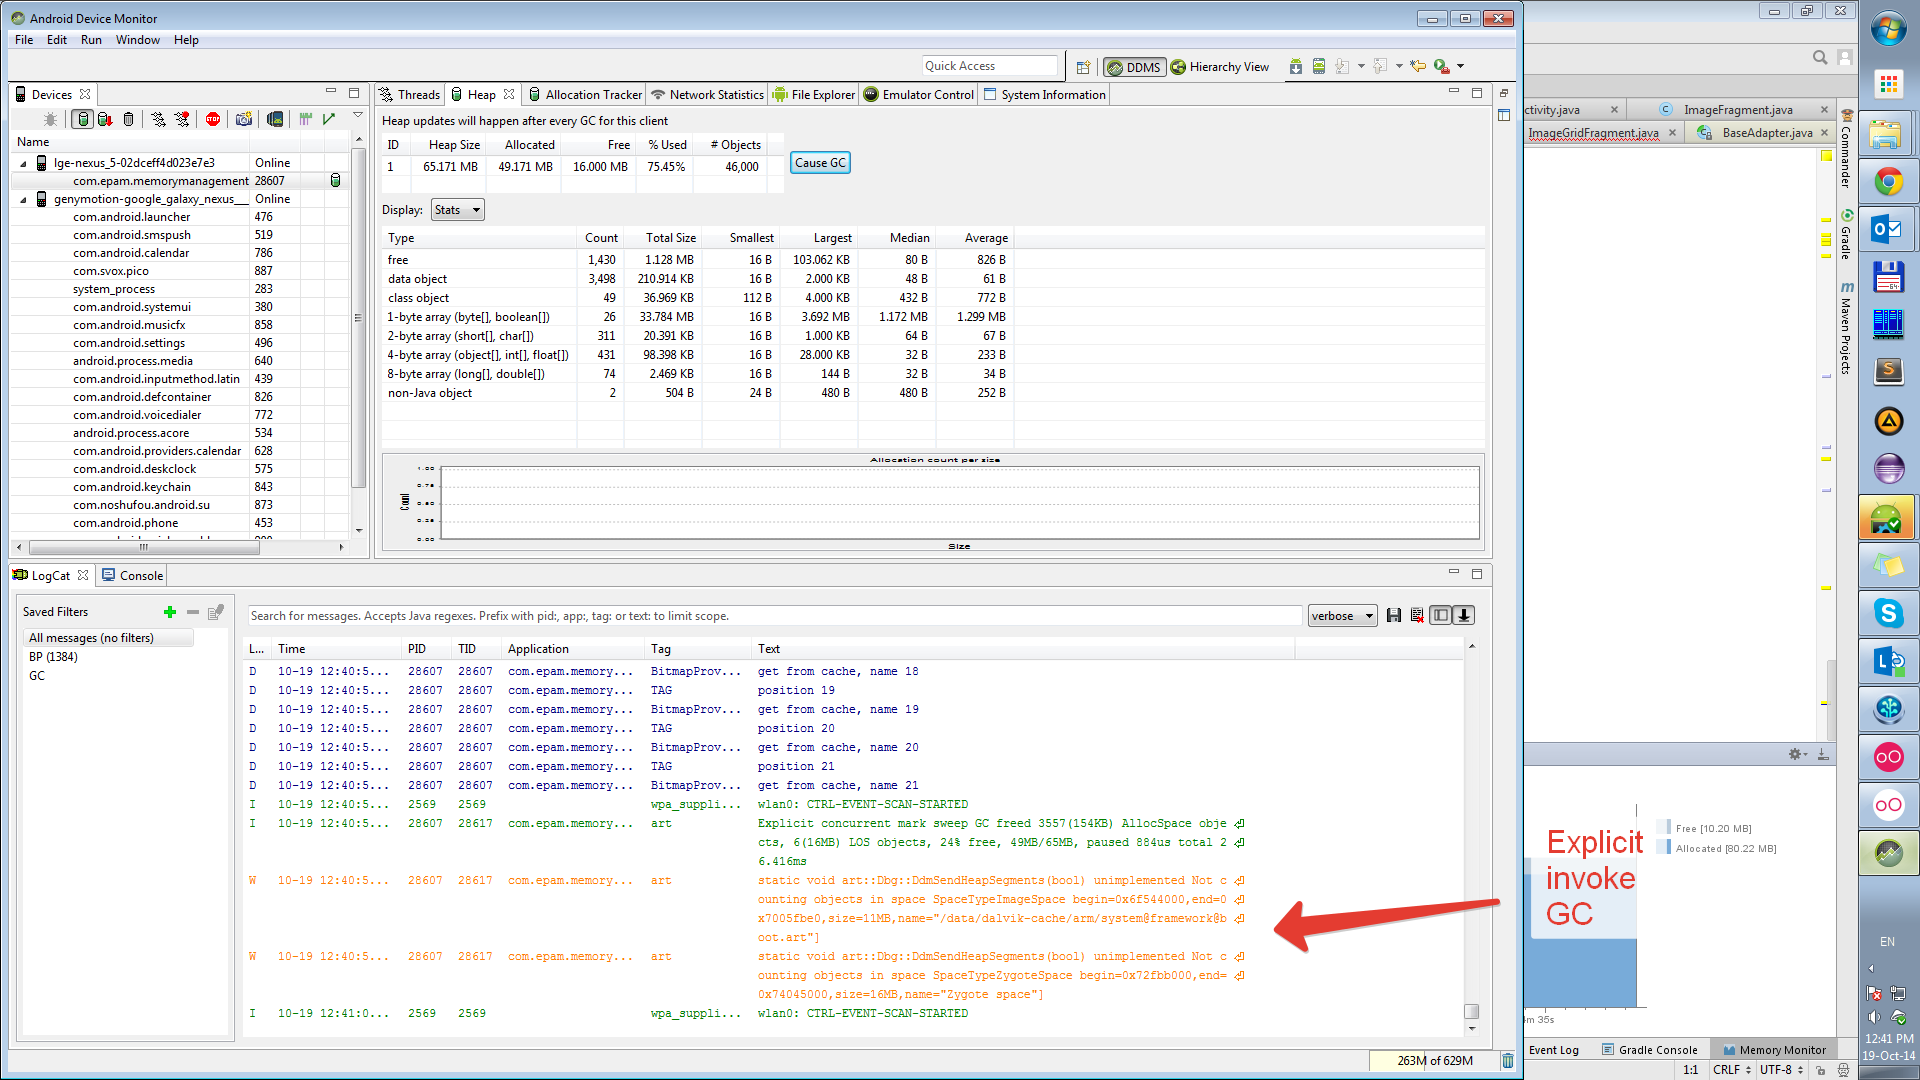 Android Device Monitor
File Edit Run Window Help
Quick Access
DDMS
Hierarchy View
Devices
Name
lge-nexus_5-02dceff4d023e7e3 Online
com.epam.memorymanagement 28607
genymotion-google_galaxy_nexus___ Online
com.android.launcher 476
com.android.smspush 519
com.android.calendar 786
com.svox.pico 887
system_process 283
com.android.systemui 380
com.android.musicfx 858
com.android.settings 496
android.process.media 640
com.android.inputmethod.latin 439
com.android.defcontainer 826
com.android.voicedialer 772
android.process.acore 534
com.android.providers.calendar 628
com.android.deskclock 575
com.android.keychain 843
com.noshufou.android.su 873
com.android.phone 453
Threads Heap Allocation Tracker Network Statistics File Explorer Emulator Control System Information
Heap updates will happen after every GC for this client
ID Heap Size Allocated Free % Used # Objects
1 65.171 MB 49.171 MB 16.000 MB 75.45% 46,000
Cause GC
Display: Stats
Type Count Total Size Smallest Largest Median Average
free 1,430 1.128 MB 16 B 103.062 KB 80 B 826 B
data object 3,498 210.914 KB 16 B 2.000 KB 48 B 61 B
class object 49 36.969 KB 112 B 4.000 KB 432 B 772 B
1-byte array (byte[], boolean[]) 26 33.784 MB 16 B 3.692 MB 1.172 MB 1.299 MB
2-byte array (short[], char[]) 311 20.391 KB 16 B 1.000 KB 64 B 67 B
4-byte array (object[], int[], float[]) 431 98.398 KB 16 B 28.000 KB 32 B 233 B
8-byte array (long[], double[]) 74 2.469 KB 16 B 144 B 32 B 34 B
non-Java object 2 504 B 24 B 480 B 480 B 252 B
Allocation count per size
1.00
0.75
0.50
0.25
0.00
Count
Size
LogCat Console
Saved Filters
All messages (no filters)
BP (1384)
GC
Search for messages. Accepts Java regexes. Prefix with pid:, app:, tag: or text: to limit scope.
verbose
L... Time PID TID Application Tag Text
D 10-19 12:40:5... 28607 28607 com.epam.memory... BitmapProv... get from cache, name 18
D 10-19 12:40:5... 28607 28607 com.epam.memory... TAG position 19
D 10-19 12:40:5... 28607 28607 com.epam.memory... BitmapProv... get from cache, name 19
D 10-19 12:40:5... 28607 28607 com.epam.memory... TAG position 20
D 10-19 12:40:5... 28607 28607 com.epam.memory... BitmapProv... get from cache, name 20
D 10-19 12:40:5... 28607 28607 com.epam.memory... TAG position 21
D 10-19 12:40:5... 28607 28607 com.epam.memory... BitmapProv... get from cache, name 21
I 10-19 12:40:5... 2569 2569 wpa_suppli... wlan0: CTRL-EVENT-SCAN-STARTED
I 10-19 12:40:5... 28607 28617 com.epam.memory... art Explicit concurrent mark sweep GC freed 3557(154KB) AllocSpace obje
cts, 6(16MB) LOS objects, 24% free, 49MB/65MB, paused 884us total 2
6.416ms
W 10-19 12:40:5... 28607 28617 com.epam.memory... art static void art::Dbg::DdmSendHeapSegments(bool) unimplemented Not c
ounting objects in space SpaceTypeImageSpace begin=0x6f544000,end=0
x7005fbe0,size=11MB,name="/data/dalvik-cache/arm/system@framework@b
oot.art"]
W 10-19 12:40:5... 28607 28617 com.epam.memory... art static void art::Dbg::DdmSendHeapSegments(bool) unimplemented Not c
ounting objects in space SpaceTypeZygoteSpace begin=0x72fbb000,end=
0x74045000,size=16MB,name="Zygote space"]
I 10-19 12:41:0... 2569 2569 wpa_suppli... wlan0: CTRL-EVENT-SCAN-STARTED
263M of 629M
ctivity.java ImageFragment.java
ImageGridFragment.java BaseAdapter.java
Commander
Gradle
Maven Projects
Explicit
invoke
GC
Free [10.20 MB]
Allocated [80.22 MB]
m 35s
Event Log Gradle Console Memory Monitor
1:1 CRLF UTF-8
64
EN
12:41 PM
19-Oct-14